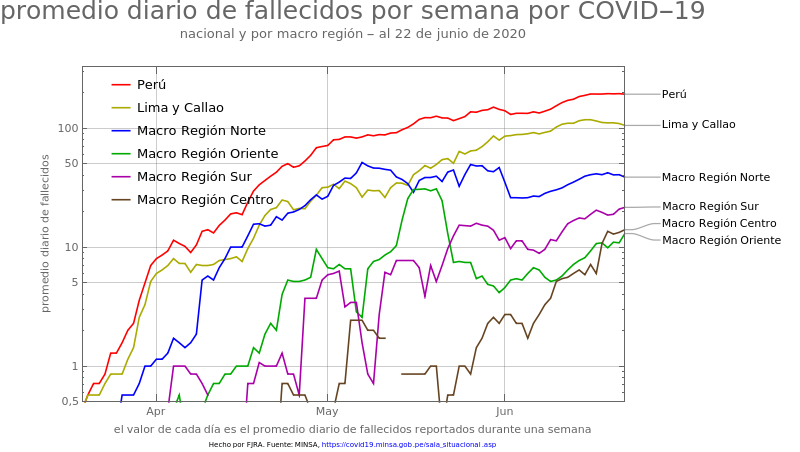 promedio diario de fallecidos por semana por COVID–19
nacional y por macro región – al 22 de junio de 2020
Perú
Lima y Callao
Macro Región Norte
Macro Región Oriente
Macro Región Sur
Macro Región Centro
promedio diario de fallecidos
100
50
10
5
1
0,5
Apr
May
Jun
Perú
Lima y Callao
Macro Región Norte
Macro Región Sur
Macro Región Centro
Macro Región Oriente
el valor de cada día es el promedio diario de fallecidos reportados durante una semana
Hecho por FJRA. Fuente: MINSA, https://covid19.minsa.gob.pe/sala_situacional.asp